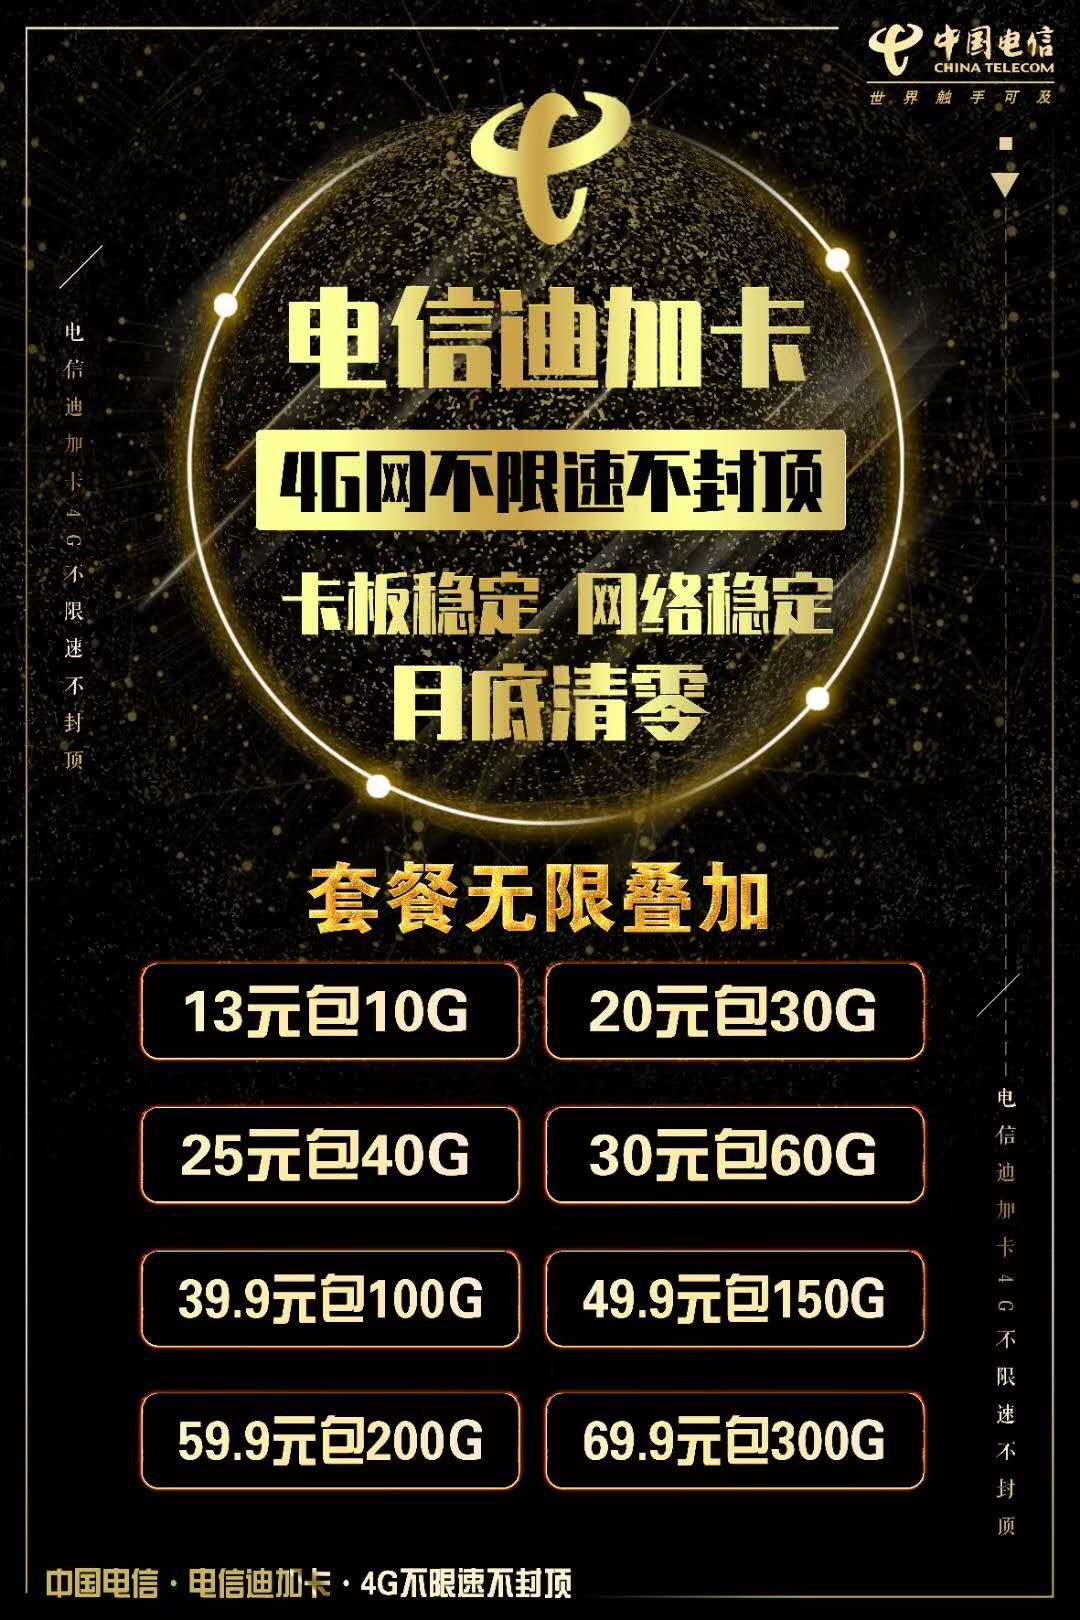 中国电信
CHINA TELECOM
世界触手可及
电信迪加卡
4G网不限速不封顶
卡板稳定 网络稳定
月底清零
电信迪加卡4G不限速不封顶
套餐无限叠加
13元包10G
20元包30G
25元包40G
30元包60G
39.9元包100G
49.9元包150G
59.9元包200G
69.9元包300G
电信迪加卡4G不限速不封顶
中国电信·电信迪加卡·4G不限速不封顶